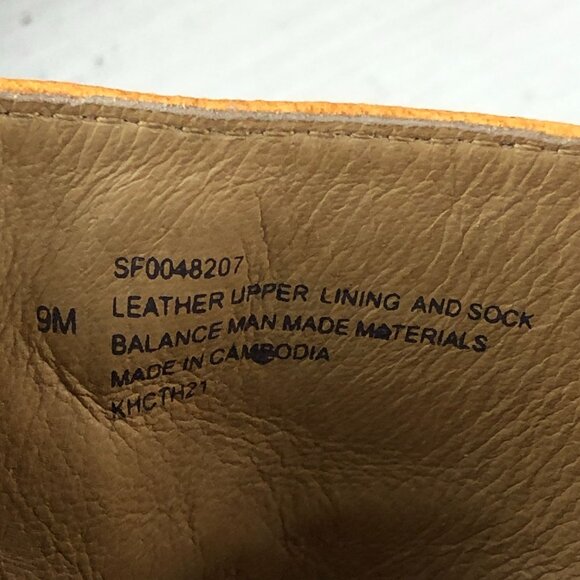 SF0048207
9M
LEATHER UPPER LINING AND SOCK
BALANCE MAN MADE MATERIALS
MADE IN CAMBODIA
KHCTH21